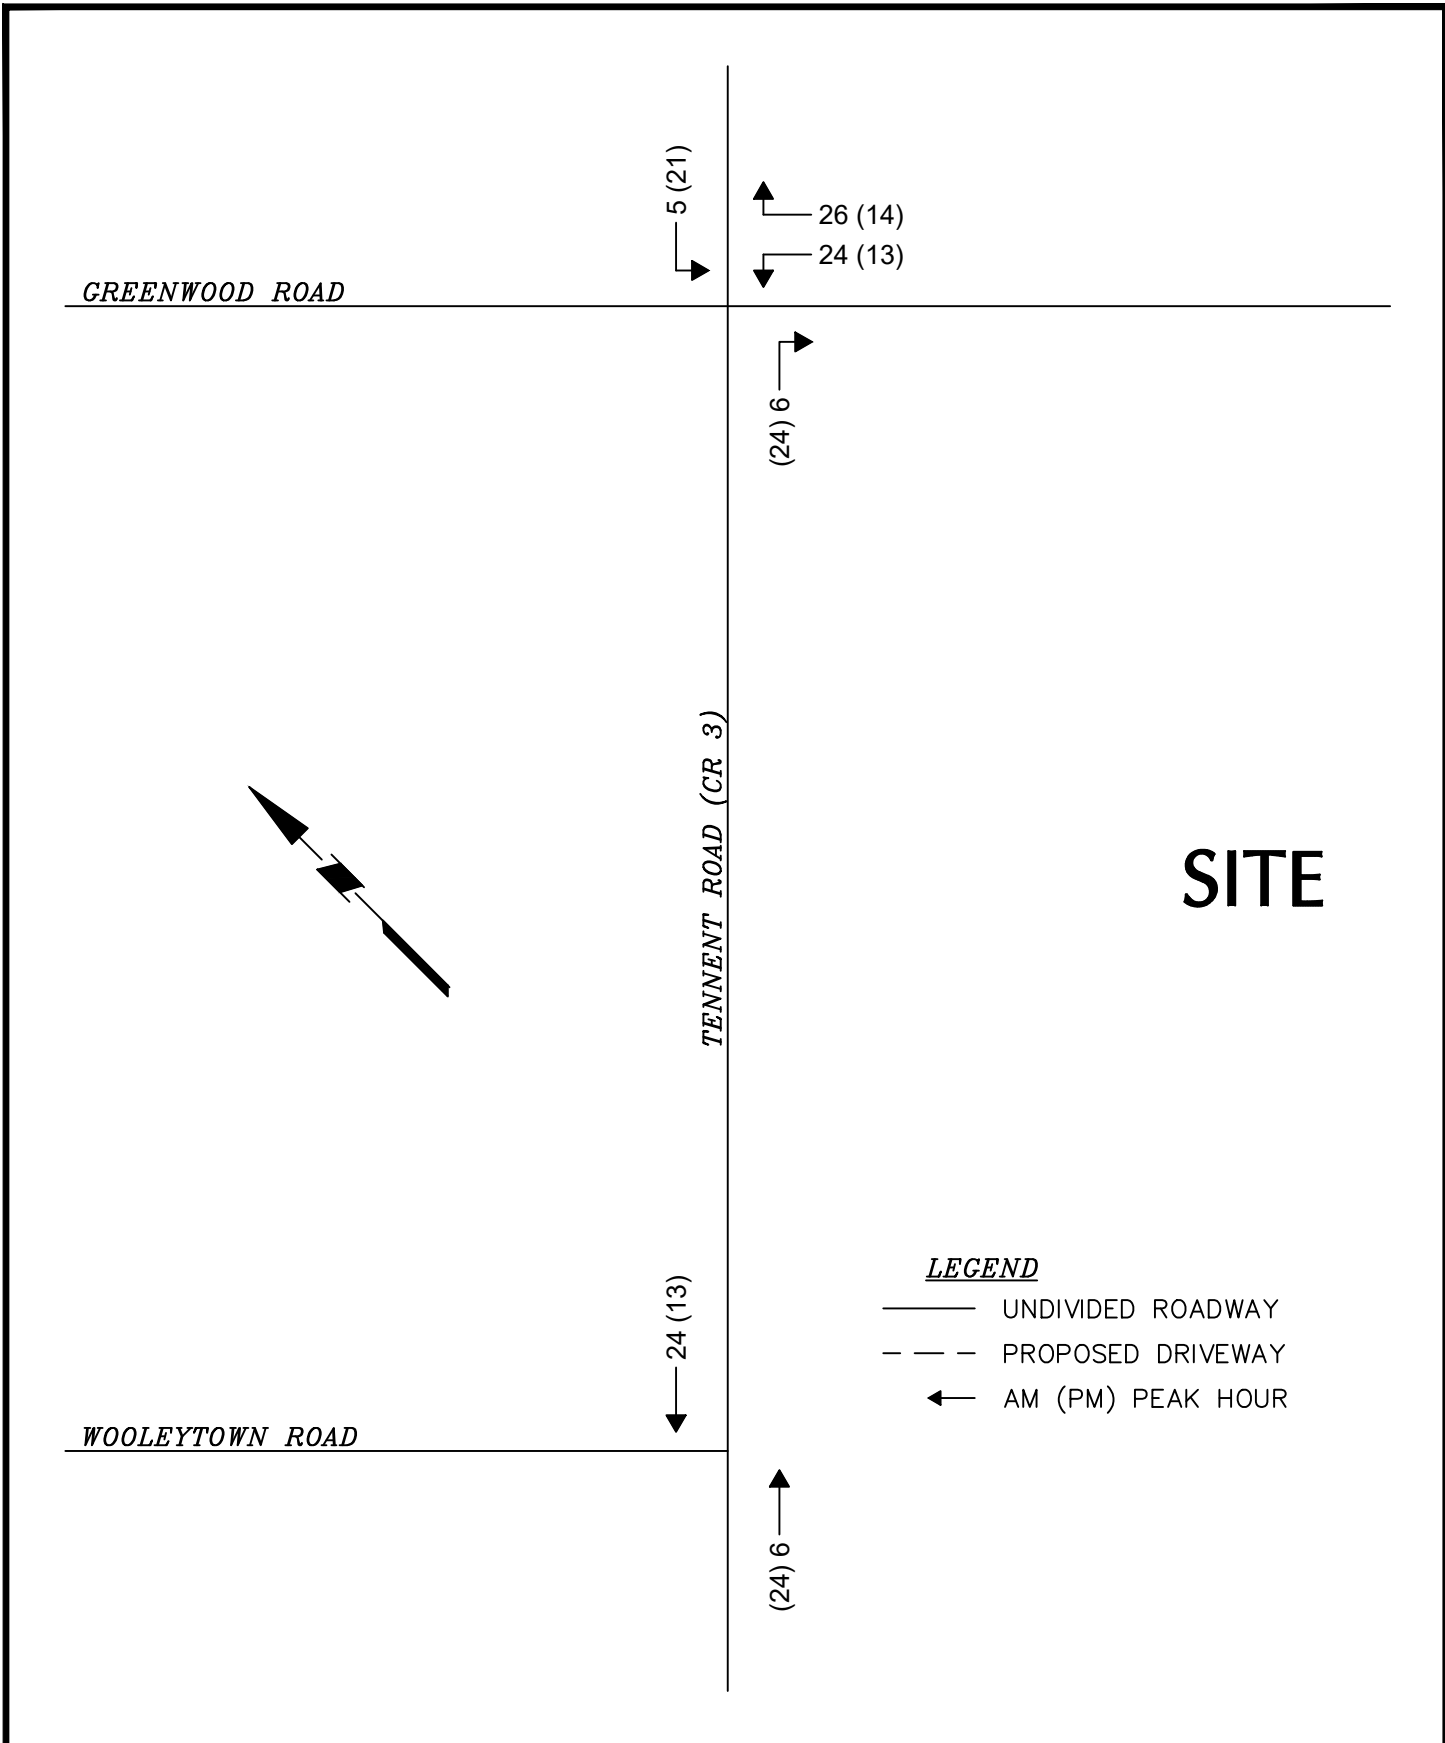 5 (21)
26 (14)
24 (13)
GREENWOOD ROAD
(24) 6
TENNENT ROAD (CR 3)
SITE
LEGEND
UNDIVIDED ROADWAY
PROPOSED DRIVEWAY
AM (PM) PEAK HOUR
24 (13)
WOOLEYTOWN ROAD
(24) 6